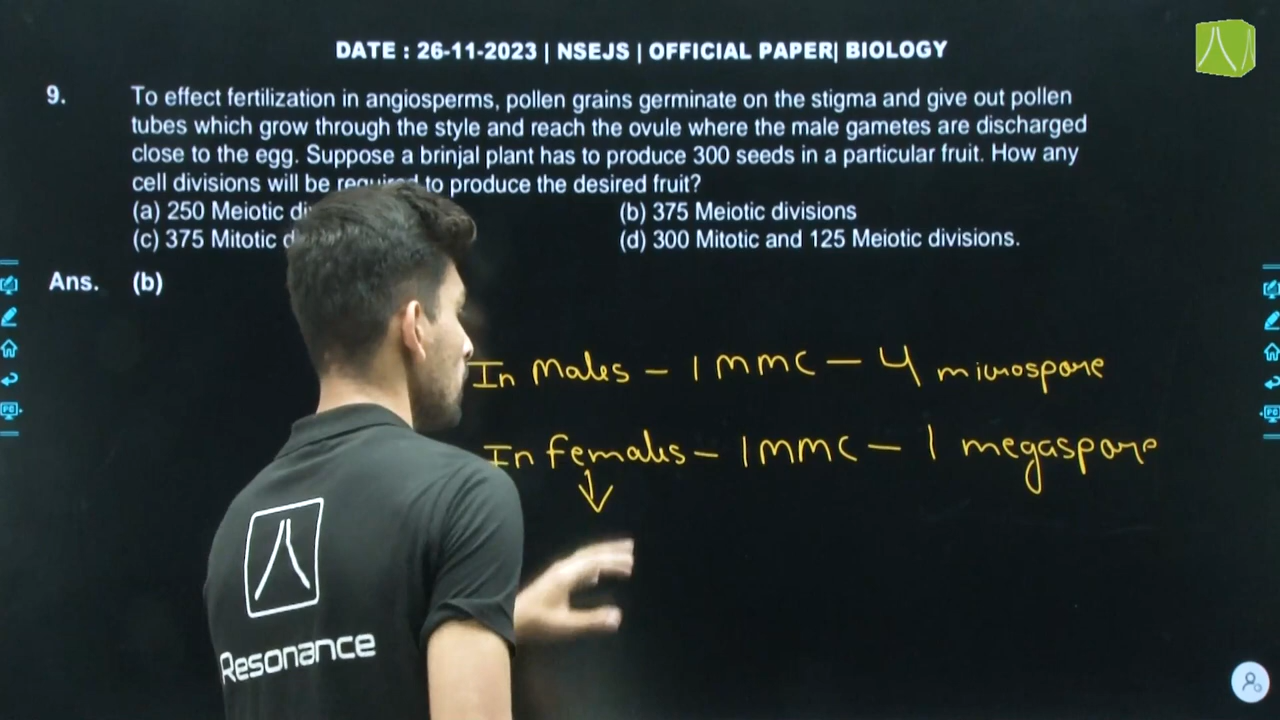 DATE : 26-11-2023 | NSEJS | OFFICIAL PAPER| BIOLOGY
9. To effect fertilization in angiosperms, pollen grains germinate on the stigma and give out pollen
tubes which grow through the style and reach the ovule where the male gametes are discharged
close to the egg. Suppose a brinjal plant has to produce 300 seeds in a particular fruit. How any
cell divisions will be required to produce the desired fruit?
(a) 250 Meiotic (b) 375 Meiotic divisions
(c) 375 Mitotic (d) 300 Mitotic and 125 Meiotic divisions.
Ans. (b)
In Males – 1 MMC – 4 microspore
In females – 1 MMC – 1 megaspore
Resonance